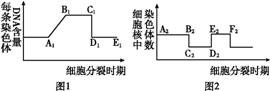 每条染色体
DNA含量
B₁ C₁
A₁ D₁ E₁
细胞分裂时期
图1
细胞核中
染色体数
A₂ B₂ E₂ F₂
C₂ D₂
细胞分裂时期
图2